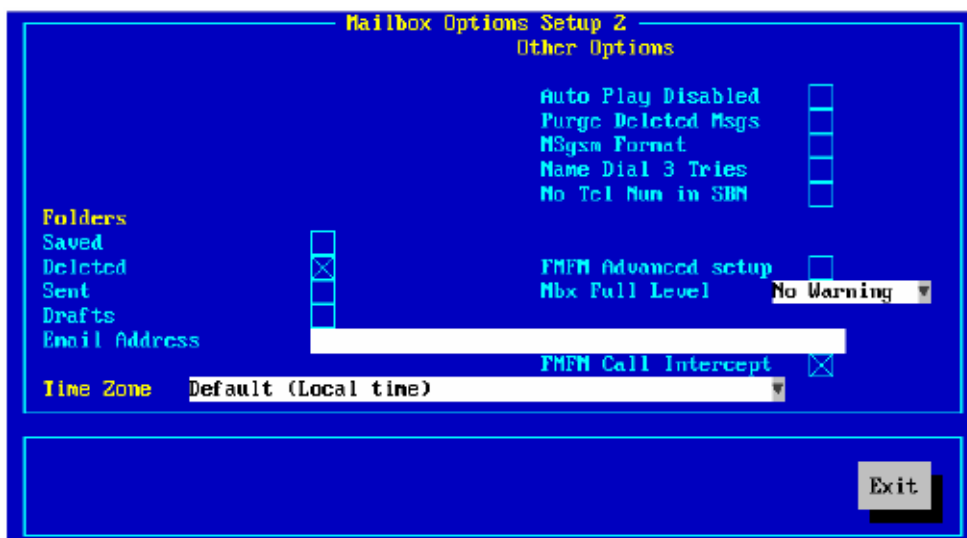 Mailbox Options Setup 2
Other Options
Auto Play Disabled
Purge Deleted Msgs
MSgsm Format
Name Dial 3 Tries
No Tel Num in SBN
Folders
Saved
Deleted
Sent
Drafts
FMFM Advanced setup
Mbx Full Level No Warning
Email Address
FMFM Call Intercept
Time Zone Default (Local time)
Exit